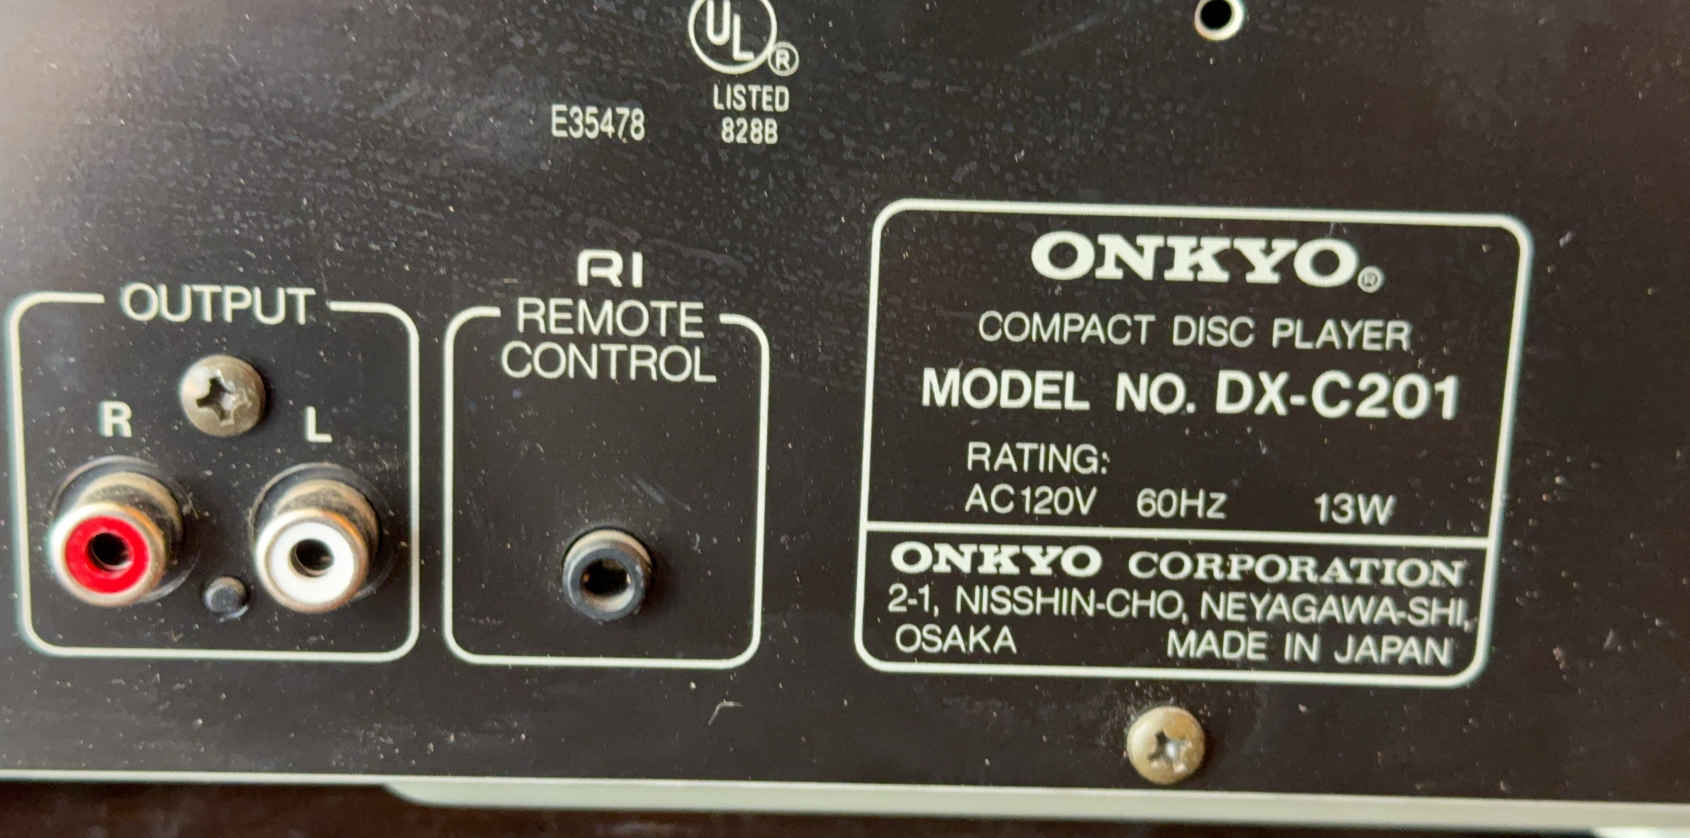 UL®
LISTED
828B
E35478
OUTPUT
R L
RI
REMOTE
CONTROL
ONKYO®
COMPACT DISC PLAYER
MODEL NO. DX-C201
RATING:
AC120V 60Hz 13W
ONKYO CORPORATION
2-1, NISSHIN-CHO, NEYAGAWA-SHI,
OSAKA MADE IN JAPAN